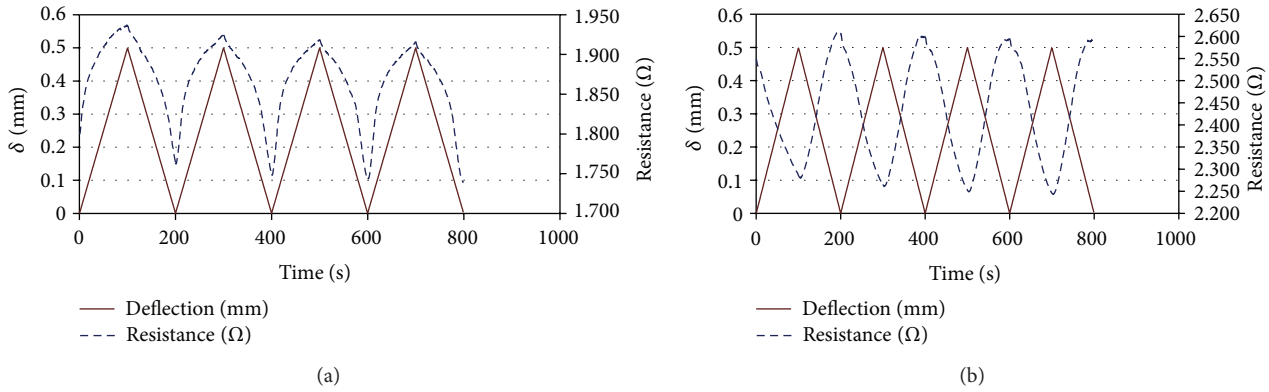 0.6
0.5
0.4
0.3
0.2
0.1
0
δ (mm)
1.950
1.900
1.850
1.800
1.750
1.700
Resistance (Ω)
0 200 400 600 800 1000
Time (s)
Deflection (mm)
Resistance (Ω)
(a)
0.6
0.5
0.4
0.3
0.2
0.1
0
δ (mm)
2.650
2.600
2.550
2.500
2.450
2.400
2.350
2.300
2.250
2.200
Resistance (Ω)
0 200 400 600 800 1000
Time (s)
Deflection (mm)
Resistance (Ω)
(b)